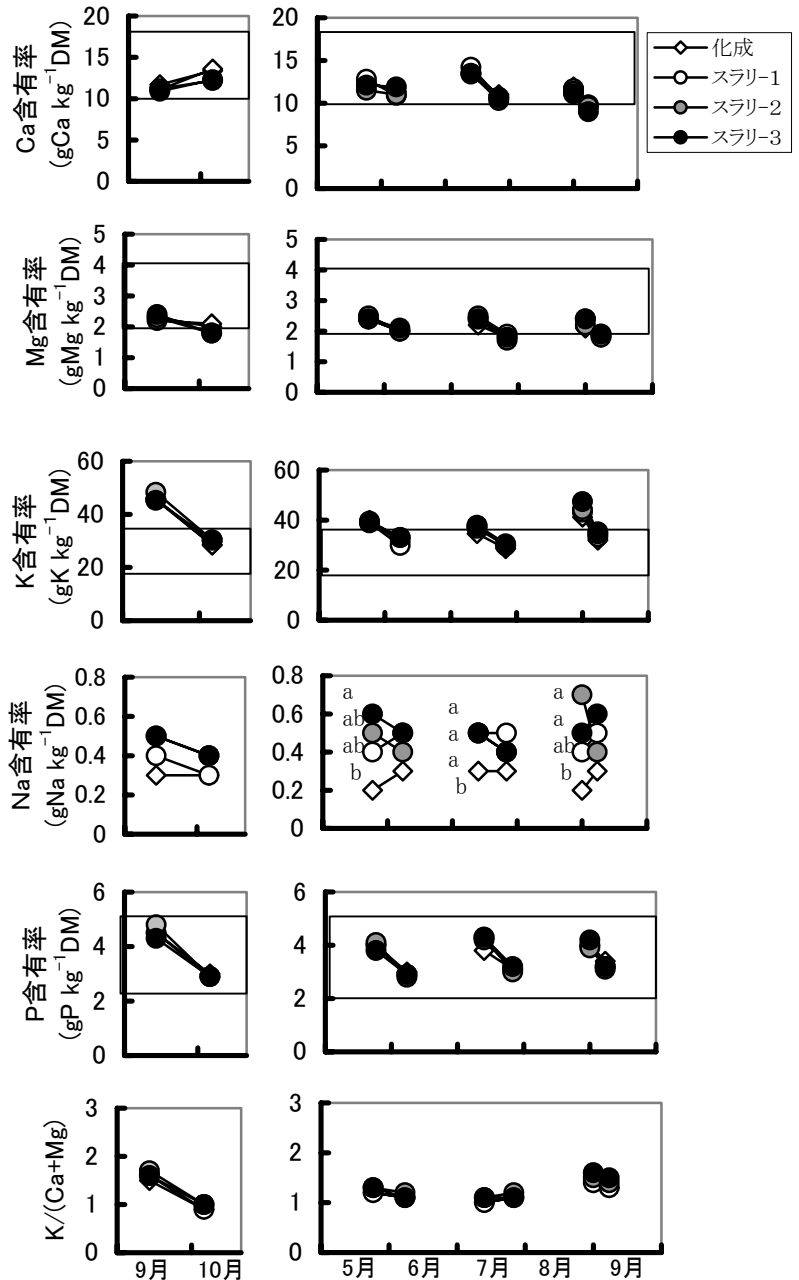 Ca含有率
(gCa kg⁻¹DM)
20
15
10
5
0
20
15
10
5
0
化成
スラリｰ1
スラリｰ2
スラリｰ3
Mg含有率
(gMg kg⁻¹DM)
5
4
3
2
1
0
5
4
3
2
1
0
K含有率
(gK kg⁻¹DM)
60
40
20
0
60
40
20
0
Na含有率
(gNa kg⁻¹DM)
0.8
0.6
0.4
0.2
0
0.8
0.6
0.4
0.2
0
a
ab
ab
b
a
a
a
b
a
a
ab
b
P含有率
(gP kg⁻¹DM)
6
4
2
0
6
4
2
0
K/(Ca+Mg)
3
2
1
0
3
2
1
0
9月 10月
5月 6月 7月 8月 9月